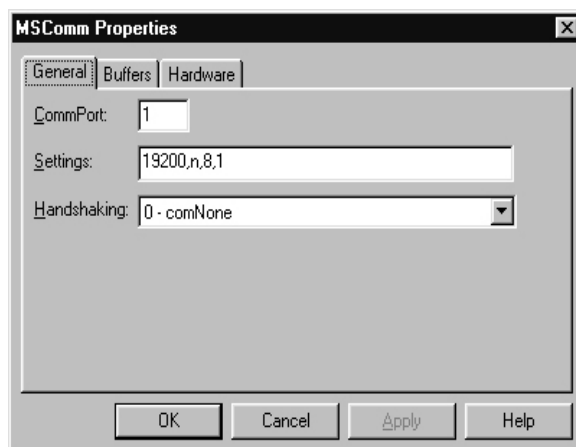 MSComm Properties
General Buffers Hardware
CommPort: 1
Settings: 19200,n,8,1
Handshaking: 0 - comNone
OK Cancel Apply Help